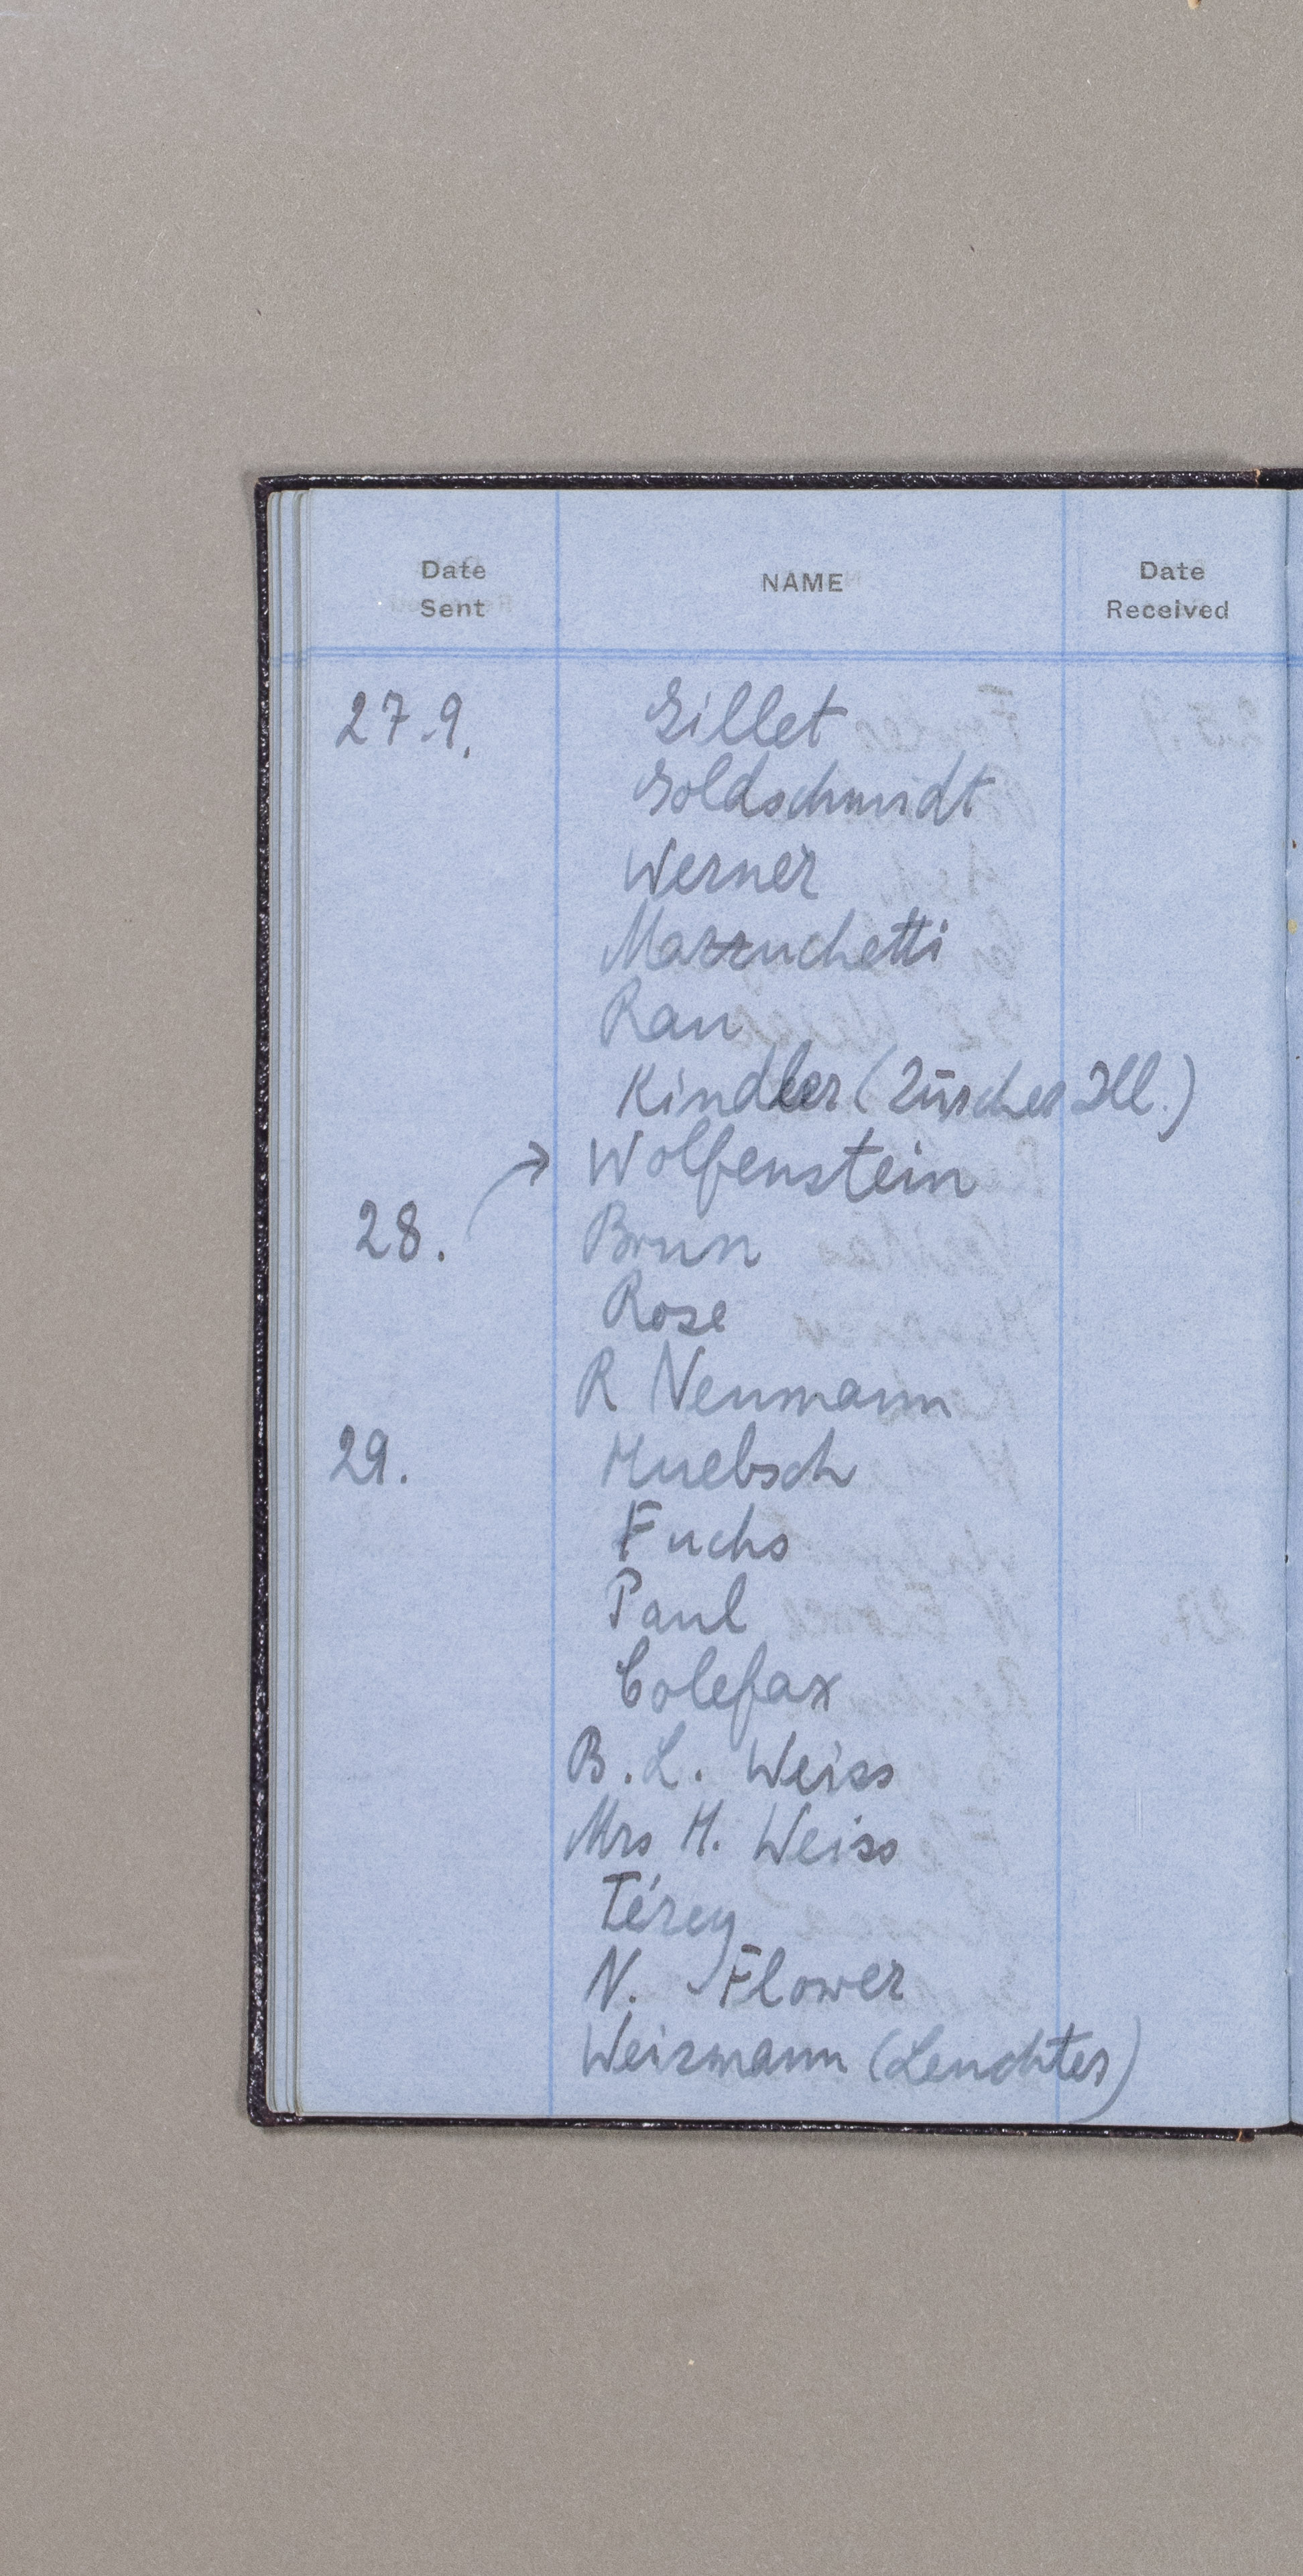 Date Sent NAME Date Received
27.9. Gillet
Goldschmidt
Werner
Mazzuchetti
Rau
Kindler (Zürcher Ill.)
→ Wolfenstein
28. Brun
Rose
R Neumann
29. Huebsch
Fuchs
Paul
Colefax
B. L. Weiss
Mrs H. Weiss
Térey
N. Flower
Weizmann (Leuchter)